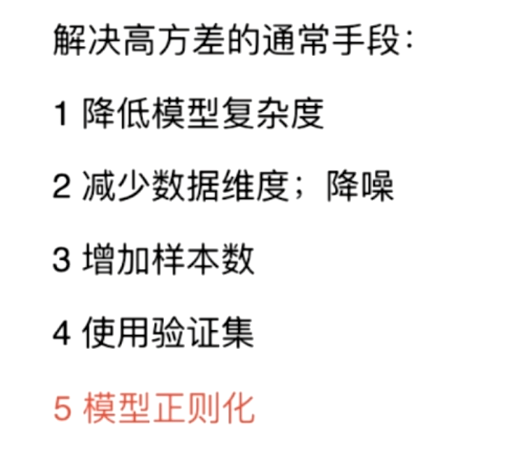 解决高方差的通常手段：
1 降低模型复杂度
2 减少数据维度；降噪
3 增加样本数
4 使用验证集
5 模型正则化